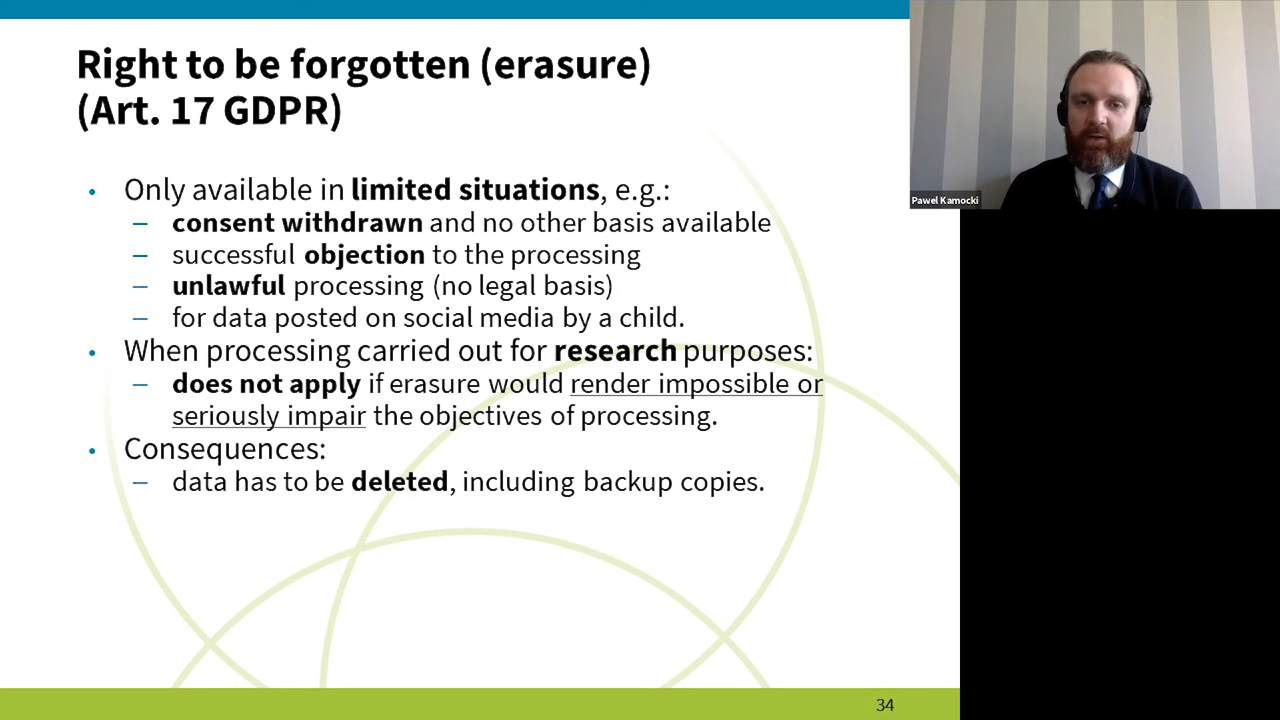 Right to be forgotten (erasure)
(Art. 17 GDPR)
• Only available in limited situations, e.g.:
– consent withdrawn and no other basis available
– successful objection to the processing
– unlawful processing (no legal basis)
– for data posted on social media by a child.
• When processing carried out for research purposes:
– does not apply if erasure would render impossible or
seriously impair the objectives of processing.
• Consequences:
– data has to be deleted, including backup copies.
34
Pawel Kamocki